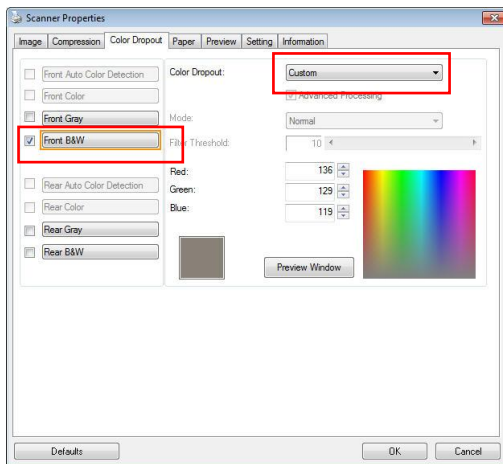 Scanner Properties
Image Compression Color Dropout Paper Preview Setting Information
Front Auto Color Detection
Front Color
Front Gray
Front B&W
Rear Auto Color Detection
Rear Color
Rear Gray
Rear B&W
Color Dropout: Custom
Advanced Processing
Mode: Normal
Filter Threshold: 10
Red: 136
Green: 129
Blue: 119
Preview Window
Defaults OK Cancel